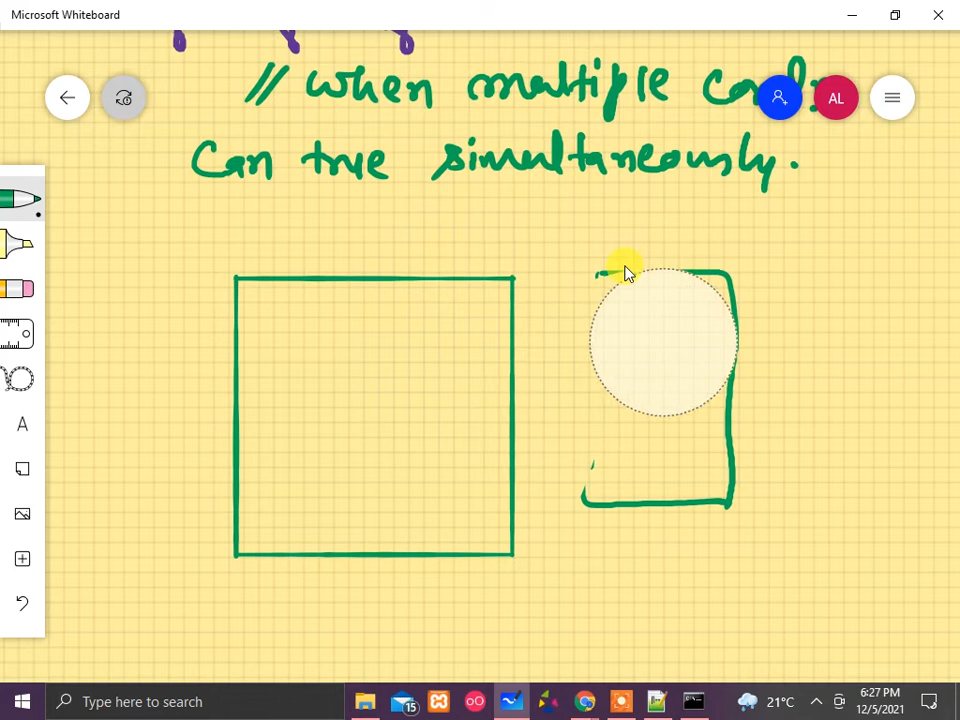 Microsoft Whiteboard
// when multiple
AL
can true simultaneously.
A
Type here to search
15
21°C
6:27 PM
12/5/2021